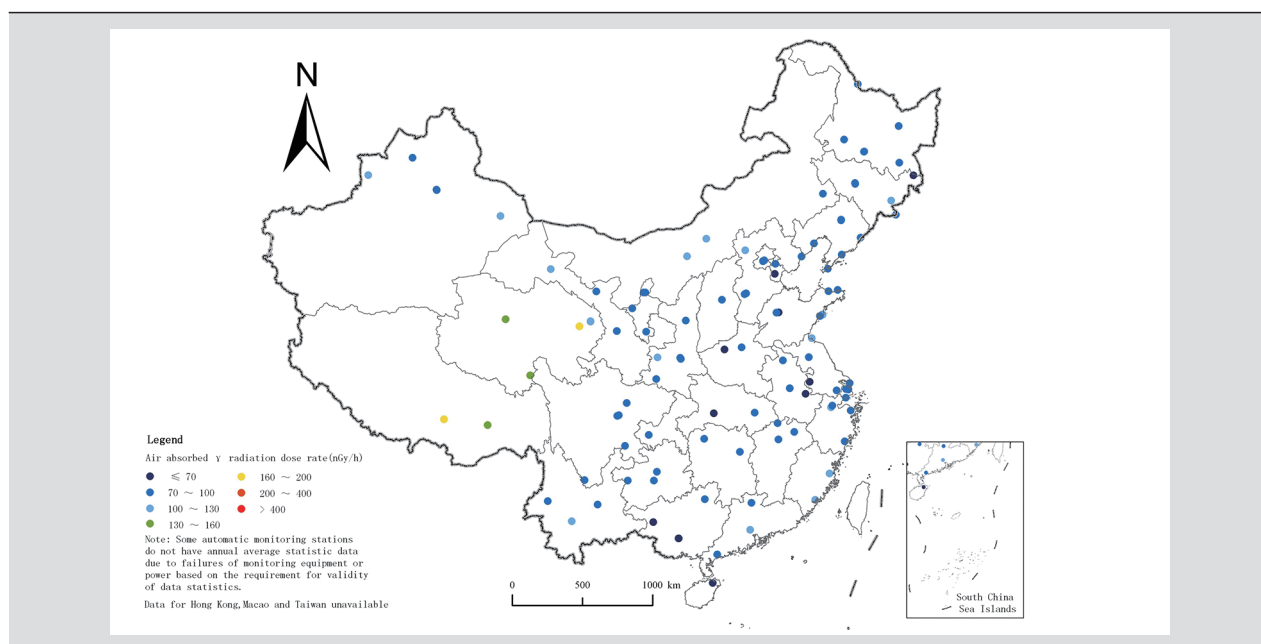 N
Legend
Air absorbed γ radiation dose rate(nGy/h)
≤ 70
160 ～ 200
70 ～ 100
200 ～ 400
100 ～ 130
> 400
130 ～ 160
Note: Some automatic monitoring stations
do not have annual average statistic data
due to failures of monitoring equipment or
power based on the requirement for validity
of data statistics.
Data for Hong Kong,Macao and Taiwan unavailable
0 500 1000 km
South China
Sea Islands